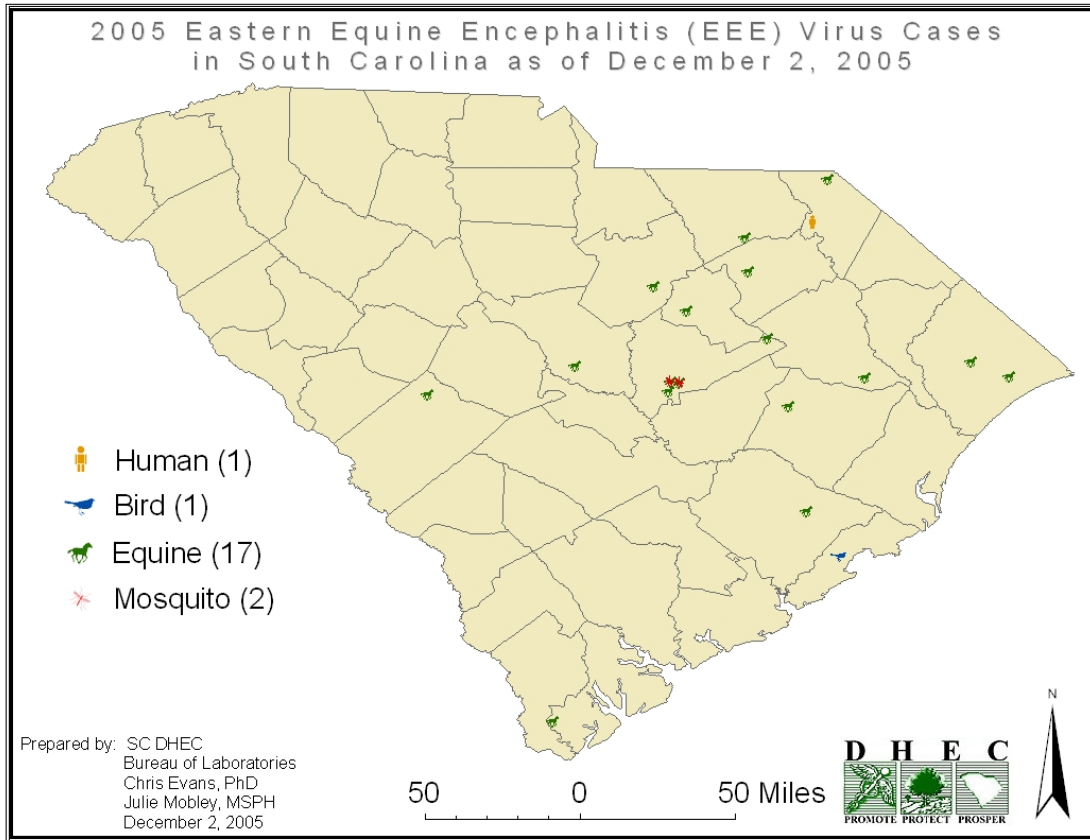 2005 Eastern Equine Encephalitis (EEE) Virus Cases
in South Carolina as of December 2, 2005
Human (1)
Bird (1)
Equine (17)
Mosquito (2)
Prepared by: SC DHEC
Bureau of Laboratories
Chris Evans, PhD
Julie Mobley, MSPH
December 2, 2005
50 0 50 Miles
D H E C
PROMOTE PROTECT PROSPER
N